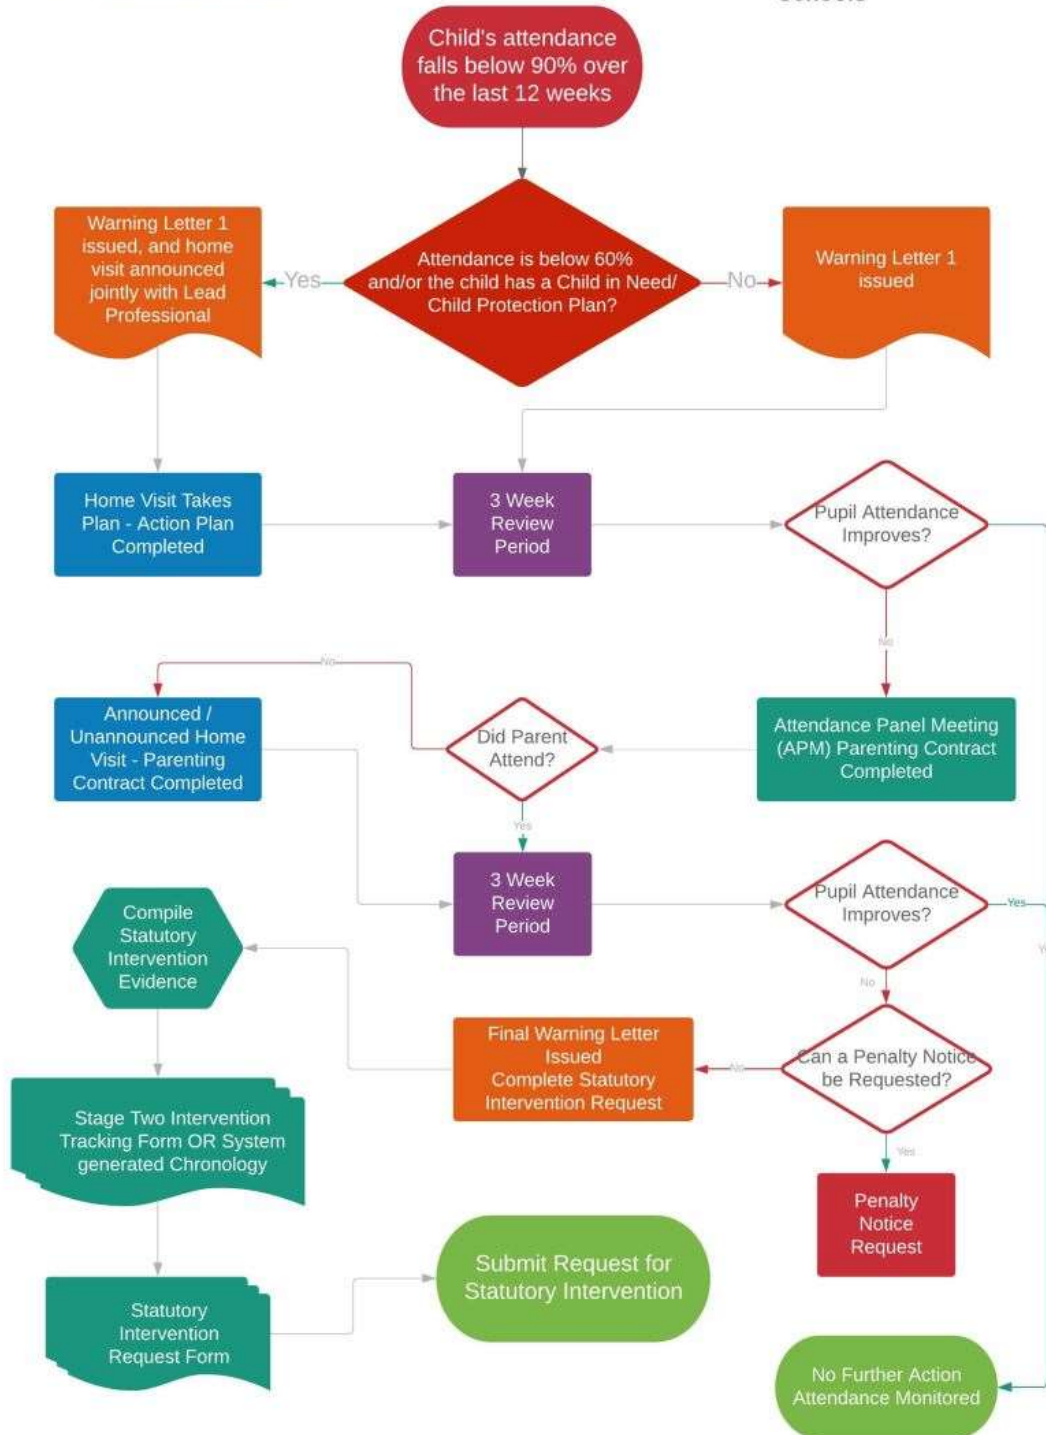 Child's attendance
falls below 90% over
the last 12 weeks
Warning Letter 1
issued, and home
visit announced
jointly with Lead
Professional
Yes
Attendance is below 60%
and/or the child has a Child in Need/
Child Protection Plan?
No
Warning Letter 1
issued
Home Visit Takes
Plan - Action Plan
Completed
3 Week
Review
Period
Pupil Attendance
Improves?
No
No
Announced /
Unannounced Home
Visit - Parenting
Contract Completed
Did Parent
Attend?
Attendance Panel Meeting
(APM) Parenting Contract
Completed
Yes
3 Week
Review
Period
Pupil Attendance
Improves?
Yes
Compile
Statutory
Intervention
Evidence
No
Final Warning Letter
Issued
Complete Statutory
Intervention Request
No
Can a Penalty Notice
be Requested?
Yes
Stage Two Intervention
Tracking Form OR System
generated Chronology
Penalty
Notice
Request
Submit Request for
Statutory Intervention
Statutory
Intervention
Request Form
No Further Action
Attendance Monitored